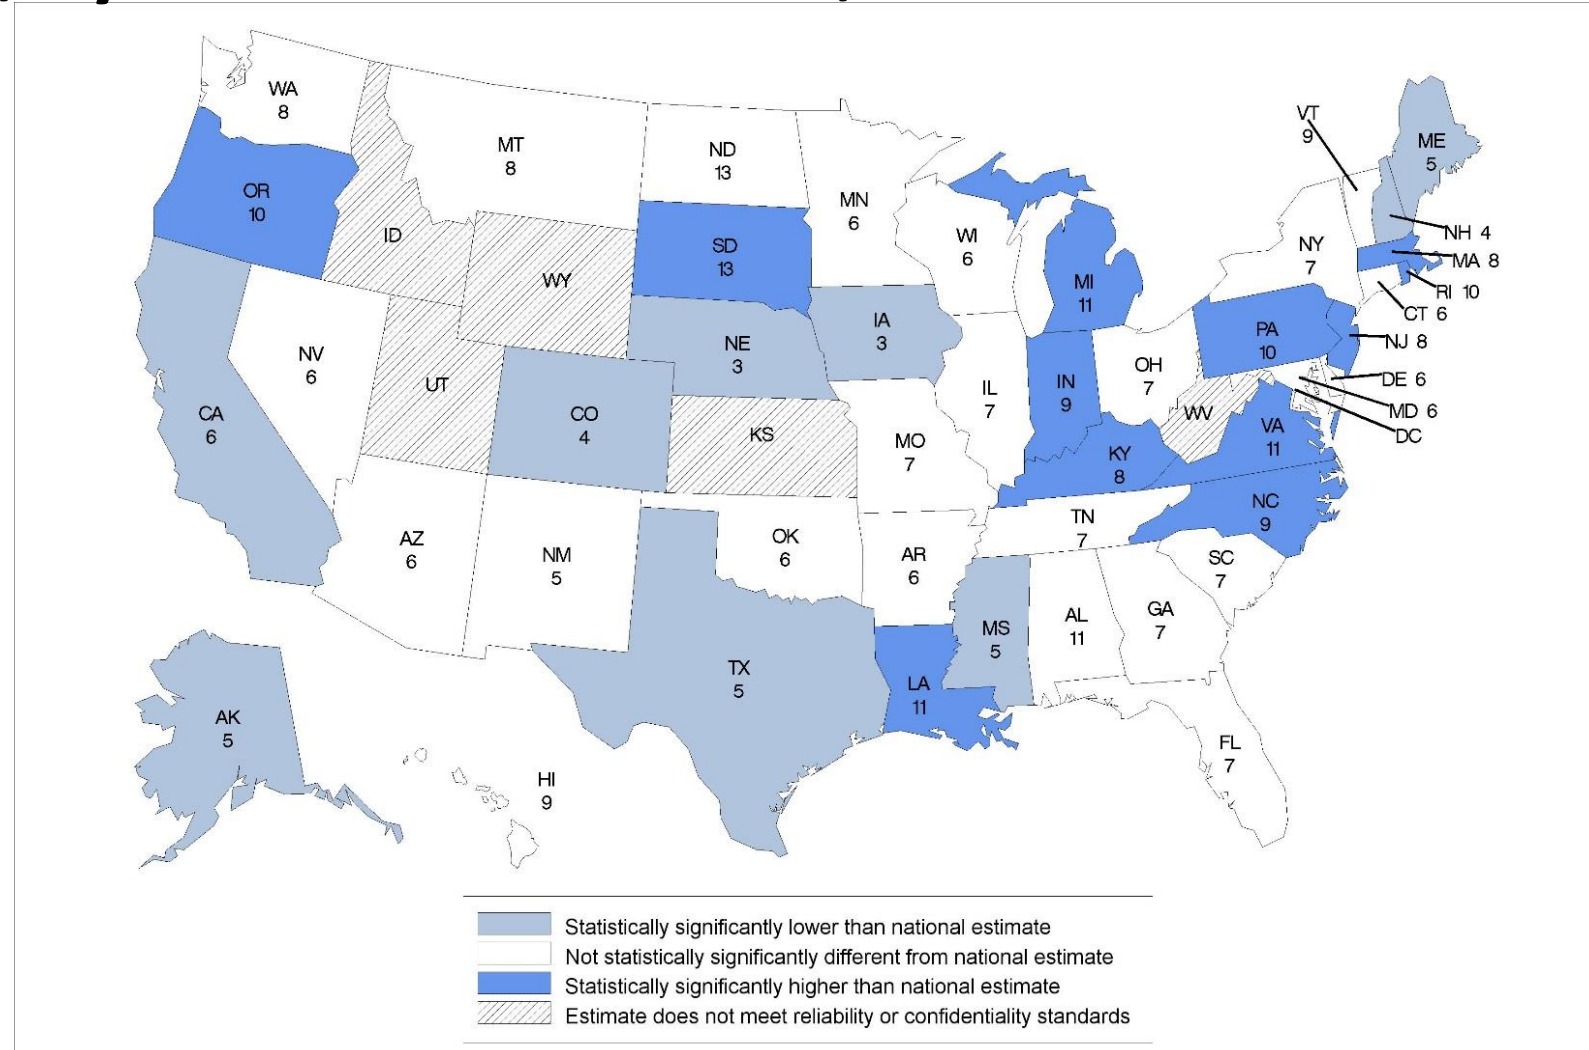 WA
8
MT
8
ND
13
MN
6
VT
9
ME
5
OR
10
ID
SD
13
WI
6
NY
7
NH 4
MA 8
WY
MI
11
RI 10
CT 6
NV
6
UT
NE
3
IA
3
PA
10
NJ 8
CA
6
CO
4
KS
IL
7
IN
9
OH
7
WV
DE 6
MD 6
DC
MO
7
KY
8
VA
11
AZ
6
NM
5
OK
6
AR
6
TN
7
NC
9
SC
7
TX
5
MS
5
AL
11
GA
7
LA
11
AK
5
HI
9
FL
7
Statistically significantly lower than national estimate
Not statistically significantly different from national estimate
Statistically significantly higher than national estimate
Estimate does not meet reliability or confidentiality standards